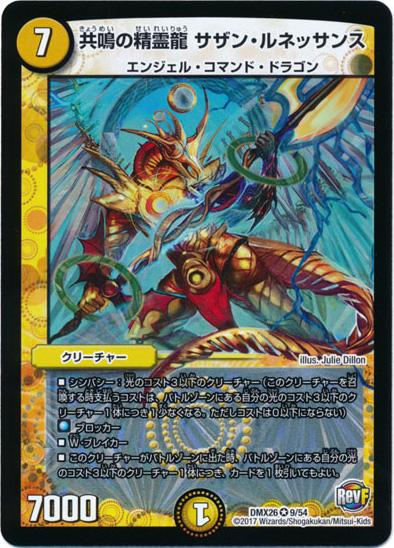 7
共鳴の精霊龍 サザン・ルネッサンス
きょうめい せいれいりゅう
エンジェル・コマンド・ドラゴン
クリーチャー
illus. Julie Dillon
■ シンパシー：光のコスト3以下のクリーチャー（このクリーチャーを召
喚する時支払うコストは、バトルゾーンにある自分の光のコスト3以下のクリー
チャー1体につき1少なくなる。ただしコストは0以下にならない）
ブロッカー
■ W・ブレイカー
■ このクリーチャーがバトルゾーンに出た時、バトルゾーンにある自分の光
のコスト3以下のクリーチャー1体につき、カードを1枚引いてもよい。
7000
1
RevF
DMX26 9/54
©2017 Wizards/Shogakukan/Mitsui-Kids